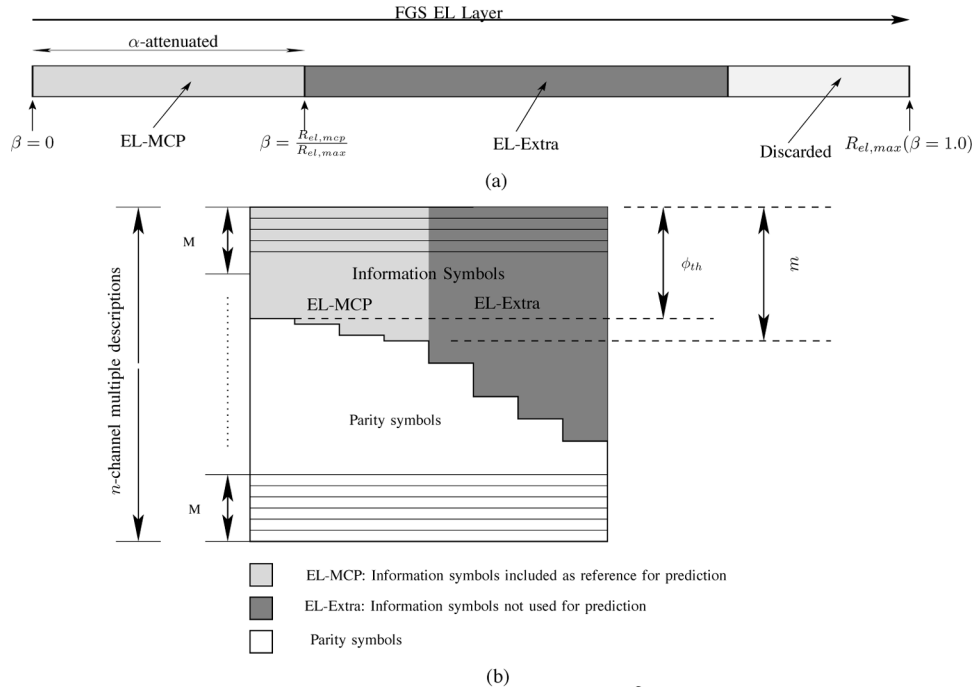 FGS EL Layer
α-attenuated
β = 0
EL-MCP
β = R_{el,mcp}/R_{el,max}
EL-Extra
Discarded
R_{el,max}(β = 1.0)
(a)
n-channel multiple descriptions
M
Information Symbols
EL-MCP
EL-Extra
ϕ_{th}
m
Parity symbols
M
EL-MCP: Information symbols included as reference for prediction
EL-Extra: Information symbols not used for prediction
Parity symbols
(b)